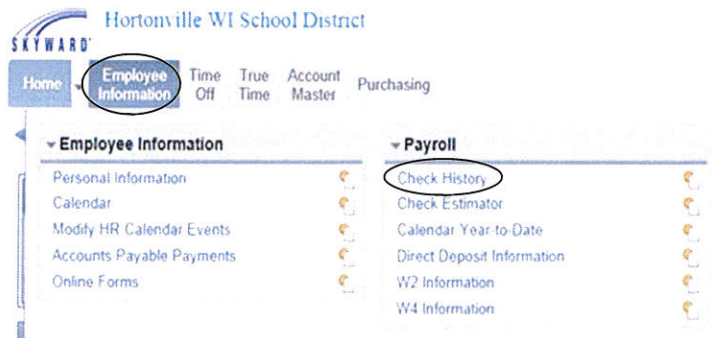 Hortonville WI School District
SKYWARD
Home Employee Information Time Off True Time Account Master Purchasing
Employee Information
Personal Information
Calendar
Modify HR Calendar Events
Accounts Payable Payments
Online Forms
Payroll
Check History
Check Estimator
Calendar Year-to-Date
Direct Deposit Information
W2 Information
W4 Information